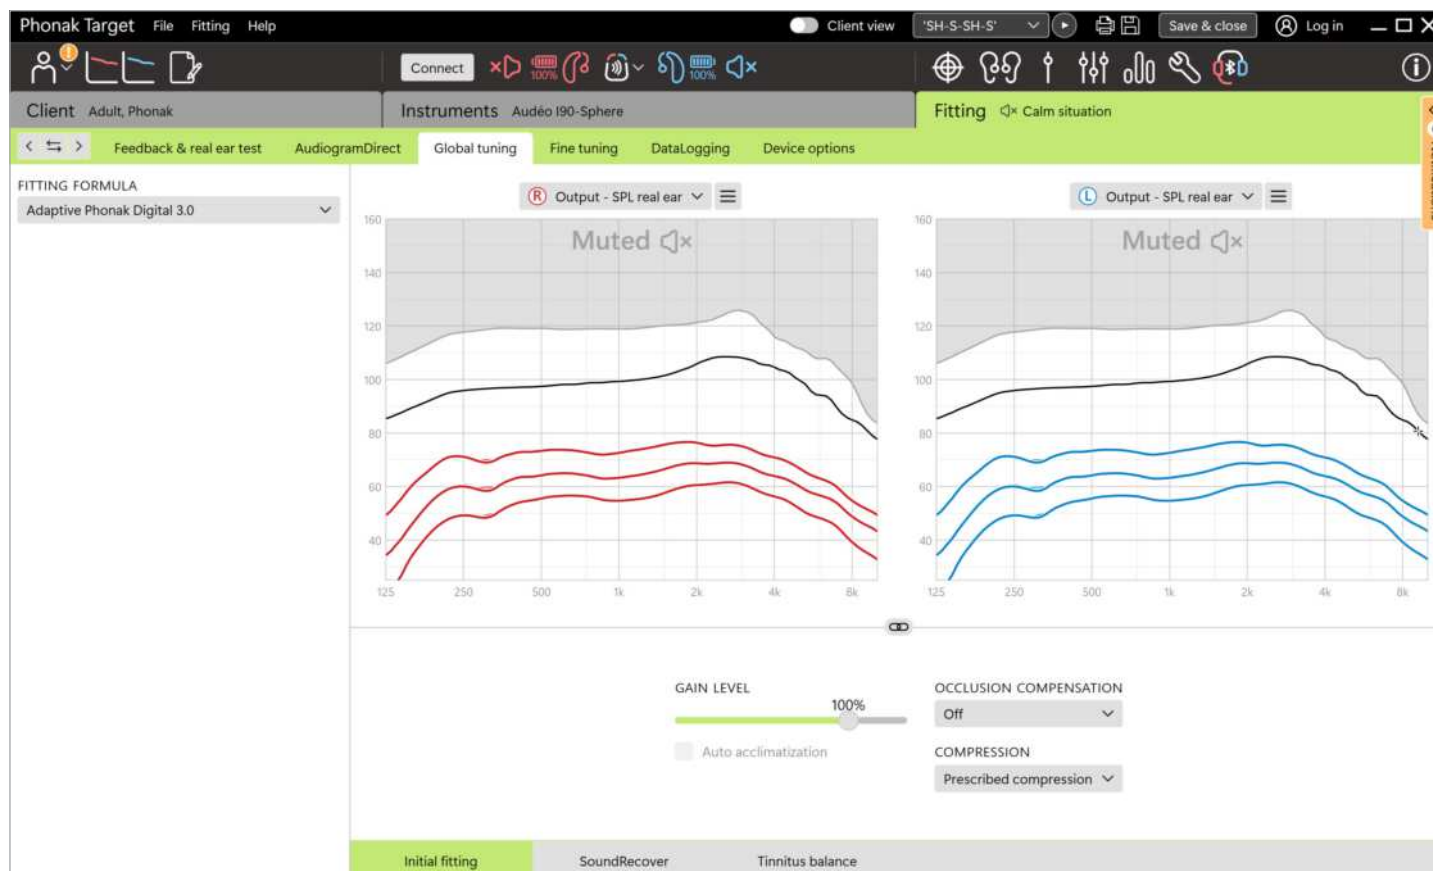 Phonak Target File Fitting Help Client view 'SH-S-SH-S' Save & close Log in
Connect 100% 100%
Client Adult, Phonak Instruments Audéo I90-Sphere Fitting Calm situation
Feedback & real ear test AudiogramDirect Global tuning Fine tuning DataLogging Device options
FITTING FORMULA
Adaptive Phonak Digital 3.0
R Output - SPL real ear L Output - SPL real ear
160 160
Muted Muted
140 140
120 120
100 100
80 80
60 60
40 40
125 250 500 1k 2k 4k 8k 125 250 500 1k 2k 4k 8k
GAIN LEVEL OCCLUSION COMPENSATION
100%
Off
Auto acclimatization COMPRESSION
Prescribed compression
Initial fitting SoundRecover Tinnitus balance